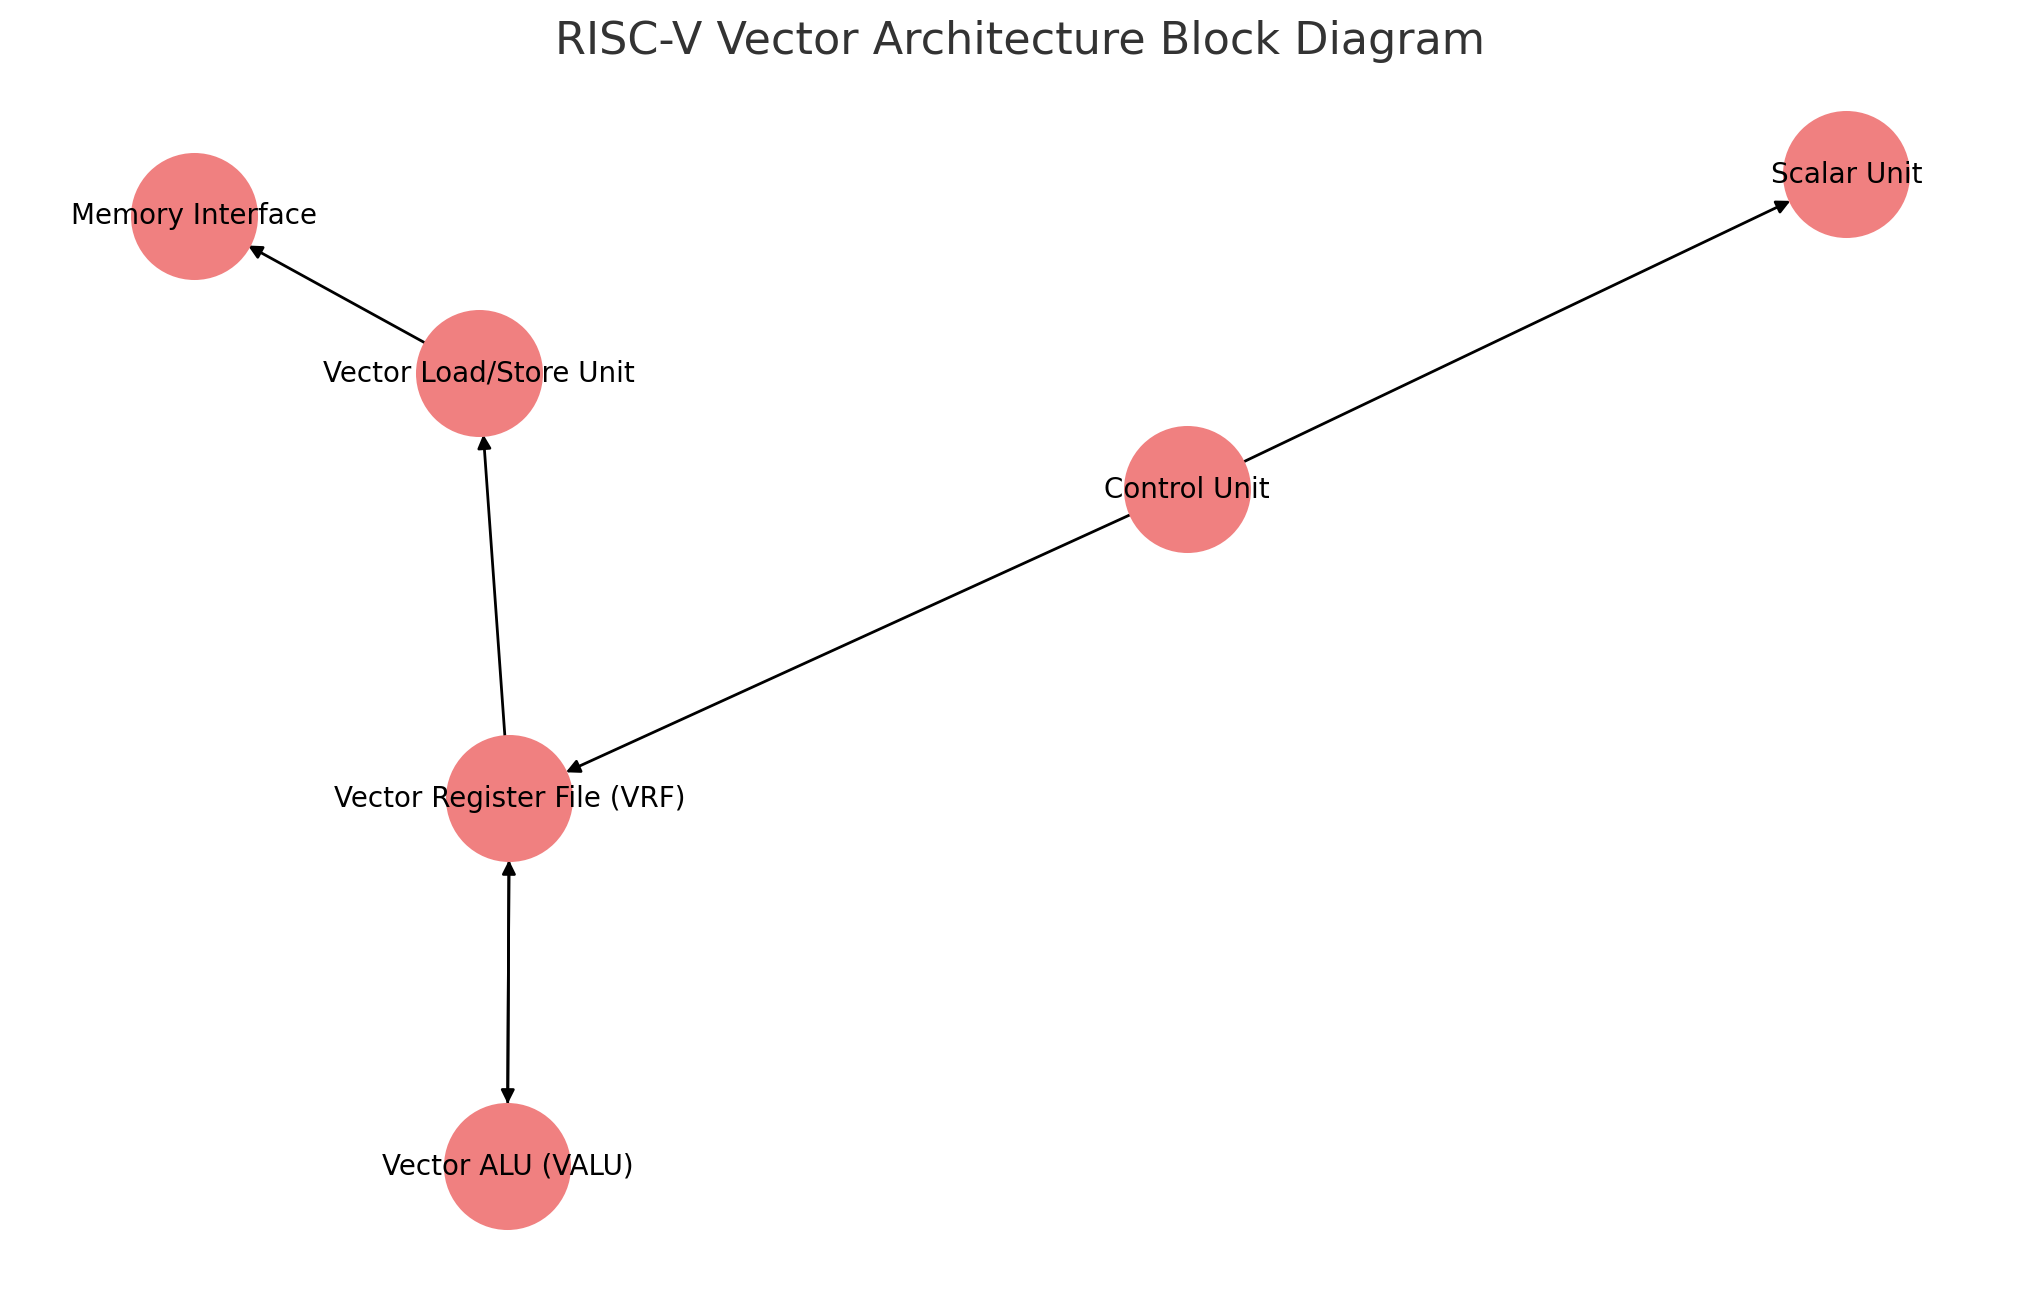 RISC-V Vector Architecture Block Diagram
Scalar Unit
Memory Interface
Vector Load/Store Unit
Control Unit
Vector Register File (VRF)
Vector ALU (VALU)